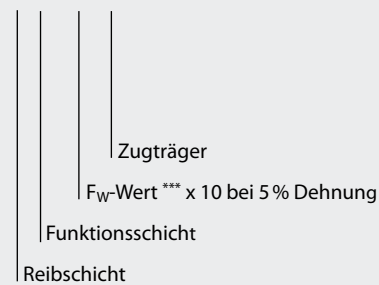 Zugträger
F_W-Wert *** x 10 bei 5 % Dehnung
Funktionsschicht
Reibschicht